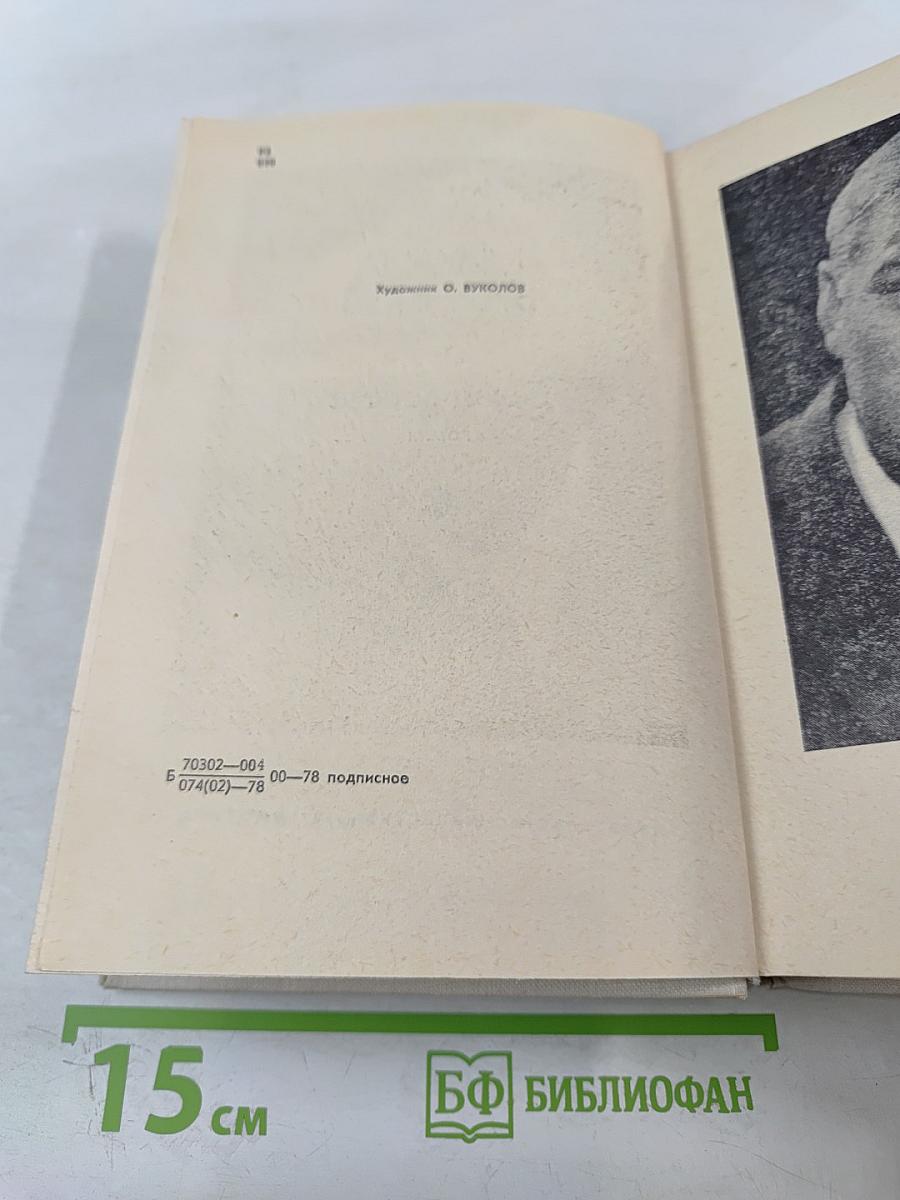 Художник О. ВУКОЛОВ
Б 70302—004 00—78 подписное
074(02)—78
15 см
БФ БИБЛИОФАН